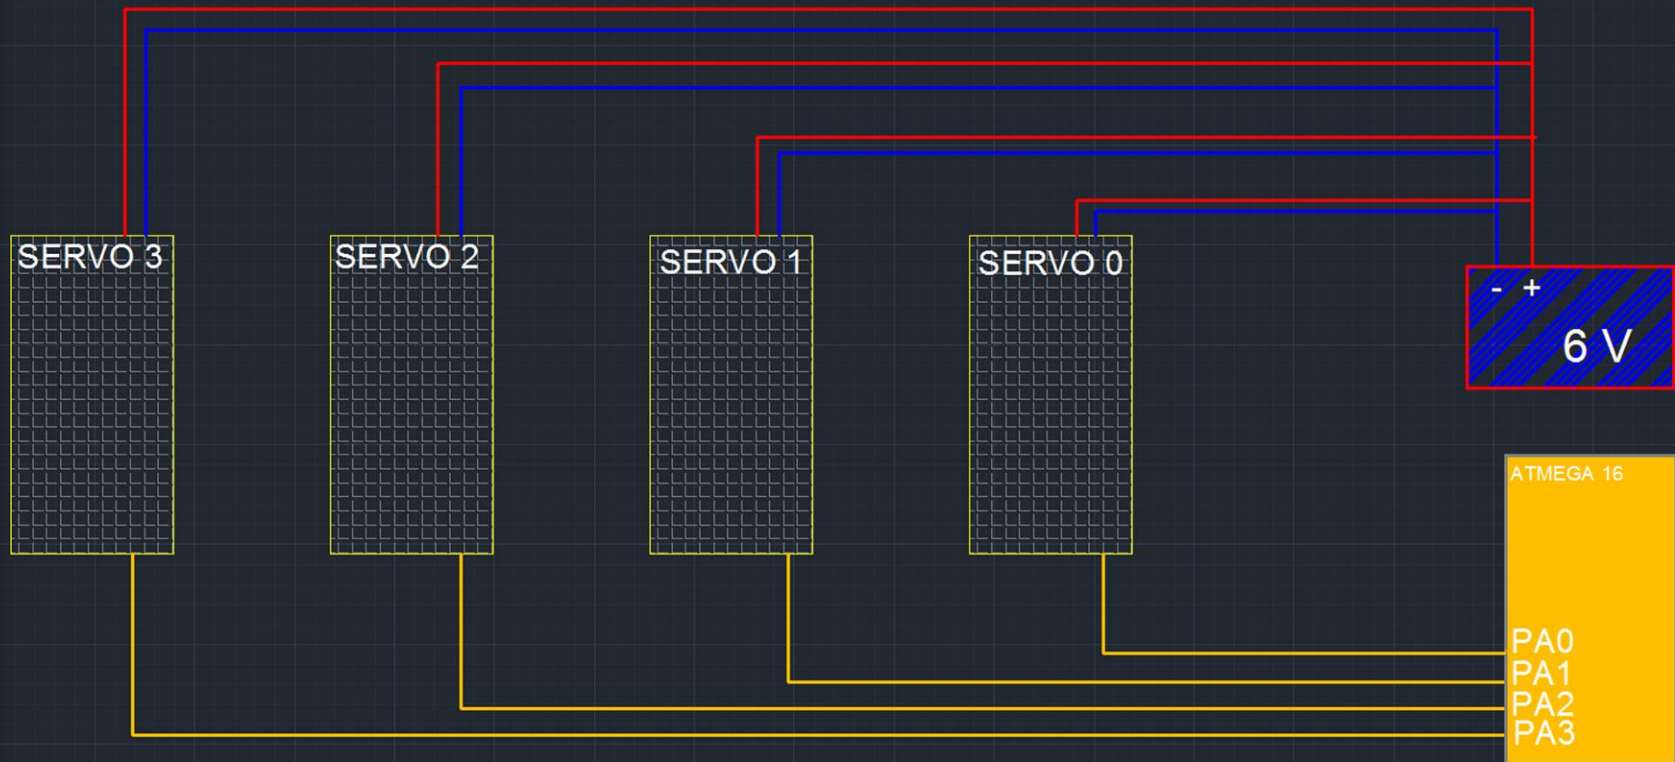 SERVO 3
SERVO 2
SERVO 1
SERVO 0
- +
6 V
ATMEGA 16
PA0
PA1
PA2
PA3